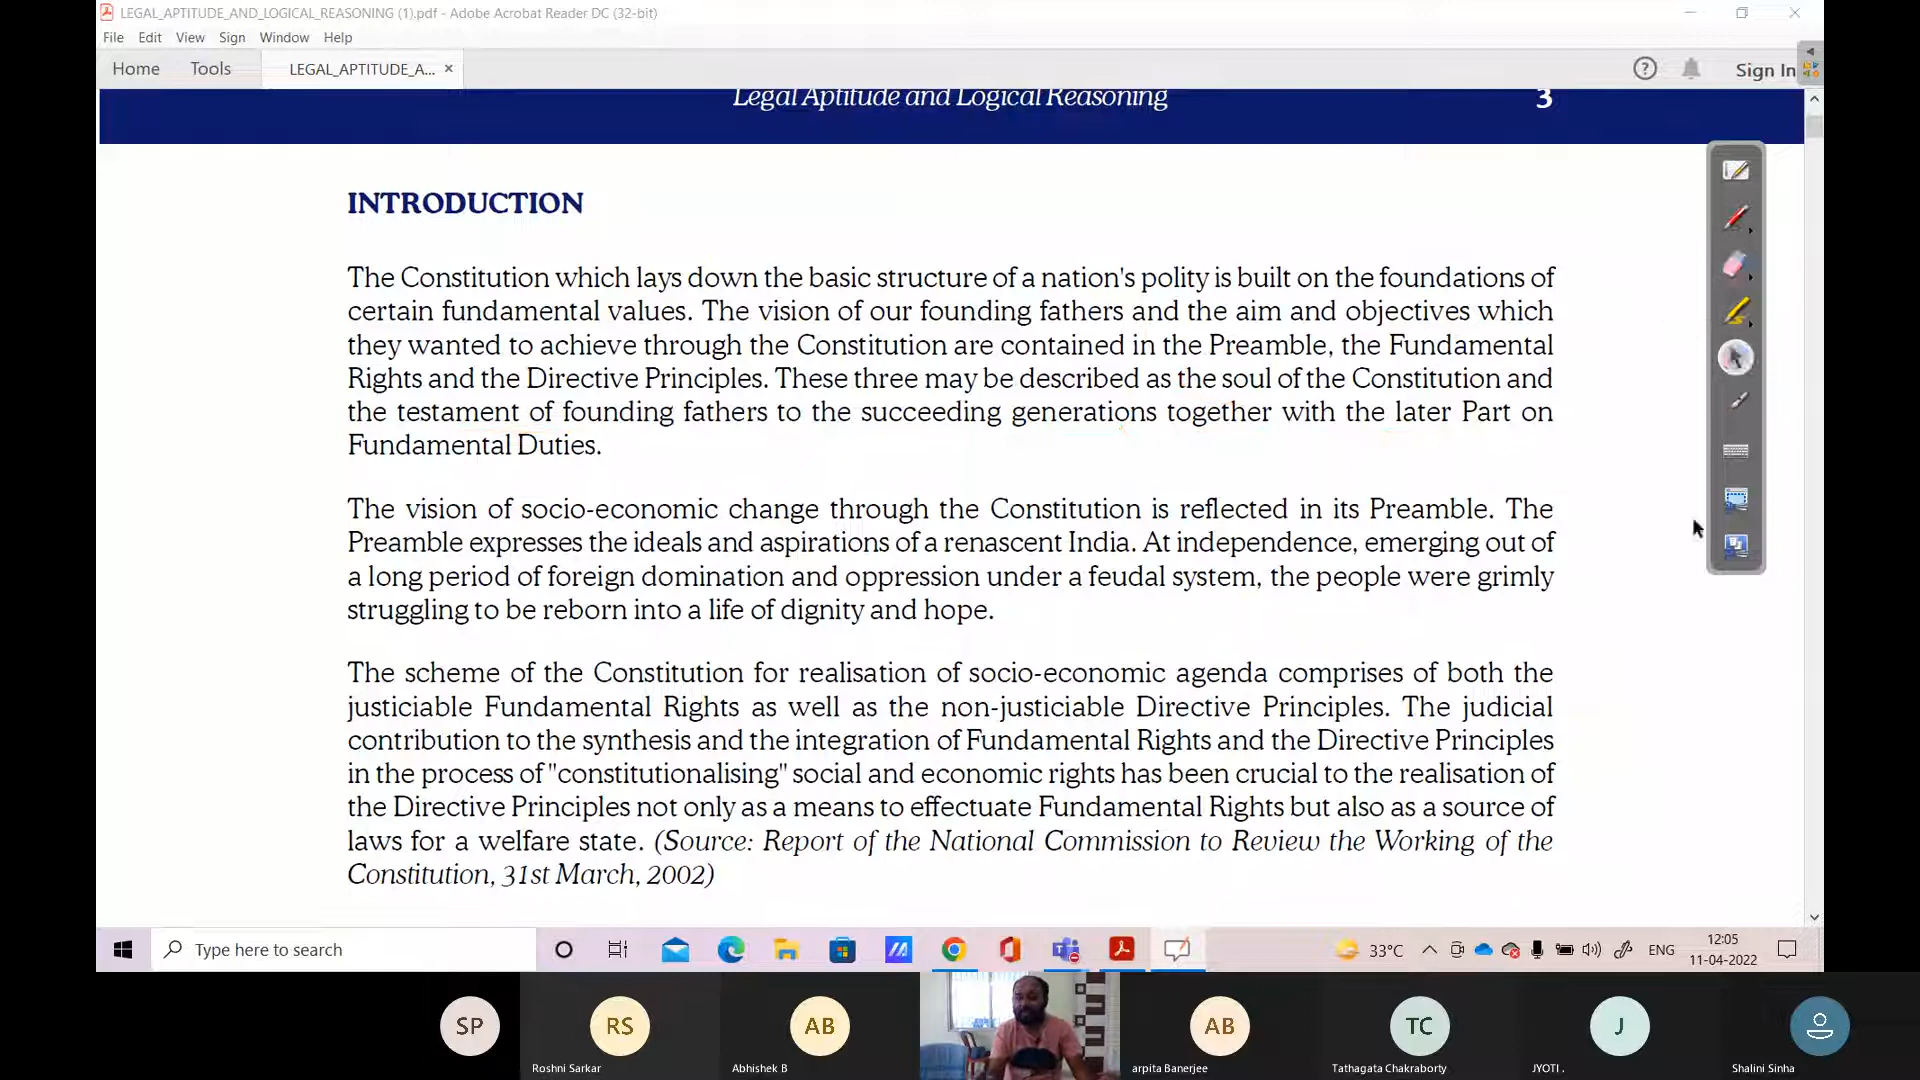 LEGAL_APTITUDE_AND_LOGICAL_REASONING (1).pdf - Adobe Acrobat Reader DC (32-bit)
File Edit View Sign Window Help
Home Tools LEGAL_APTITUDE_A... × Sign In
Legal Aptitude and Logical Reasoning 3
INTRODUCTION
The Constitution which lays down the basic structure of a nation's polity is built on the foundations of
certain fundamental values. The vision of our founding fathers and the aim and objectives which
they wanted to achieve through the Constitution are contained in the Preamble, the Fundamental
Rights and the Directive Principles. These three may be described as the soul of the Constitution and
the testament of founding fathers to the succeeding generations together with the later Part on
Fundamental Duties.
The vision of socio-economic change through the Constitution is reflected in its Preamble. The
Preamble expresses the ideals and aspirations of a renascent India. At independence, emerging out of
a long period of foreign domination and oppression under a feudal system, the people were grimly
struggling to be reborn into a life of dignity and hope.
The scheme of the Constitution for realisation of socio-economic agenda comprises of both the
justiciable Fundamental Rights as well as the non-justiciable Directive Principles. The judicial
contribution to the synthesis and the integration of Fundamental Rights and the Directive Principles
in the process of "constitutionalising" social and economic rights has been crucial to the realisation of
the Directive Principles not only as a means to effectuate Fundamental Rights but also as a source of
laws for a welfare state. (Source: Report of the National Commission to Review the Working of the
Constitution, 31st March, 2002)
Type here to search 33°C ENG 12:05
11-04-2022
SP RS AB AB TC J
Roshni Sarkar Abhishek B arpita Banerjee Tathagata Chakraborty JYOTI . Shalini Sinha